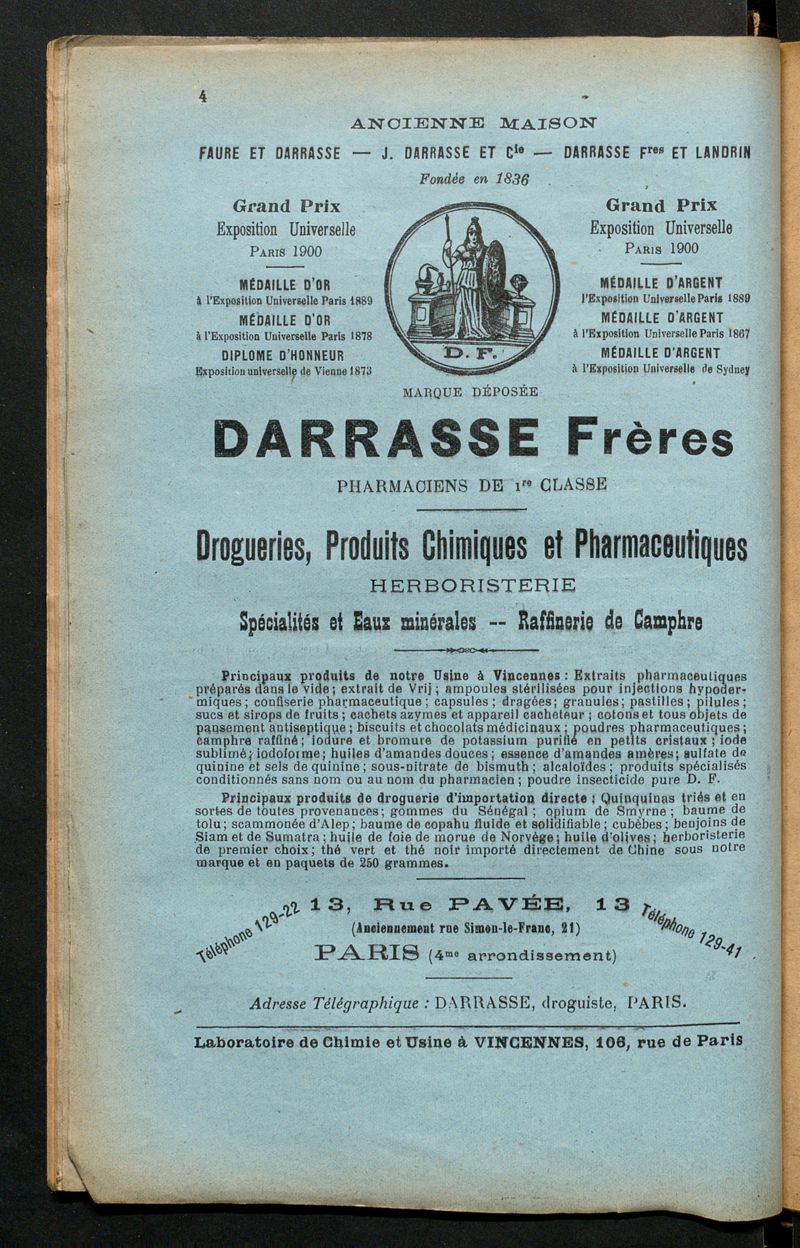 4
ANCIENNE MAISON
FAURE ET DARRASSE — J. DARRASSE ET Cie — DARRASSE Fres ET LANDRIN
Fondée en 1836
Grand Prix
Exposition Universelle
PARIS 1900
MÉDAILLE D'OR
à l'Exposition Universelle Paris 1889
MÉDAILLE D'OR
à l'Exposition Universelle Paris 1878
DIPLOME D'HONNEUR
Exposition universelle de Vienne 1873
D. F.
MARQUE DÉPOSÉE
Grand Prix
Exposition Universelle
PARIS 1900
MÉDAILLE D'ARGENT
l'Exposition Universelle Paris 1889
MÉDAILLE D'ARGENT
à l'Exposition Universelle Paris 1867
MÉDAILLE D'ARGENT
à l'Exposition Universelle de Sydney
DARRASSE Frères
PHARMACIENS DE 1re CLASSE
Drogueries, Produits Chimiques et Pharmaceutiques
HERBORISTERIE
Spécialités et Eaux minérales -- Raffinerie de Camphre
Principaux produits de notre Usine à Vincennes : Extraits pharmaceutiques
préparés dans le vide ; extrait de Vrij ; ampoules stérilisées pour injections hypoder-
miques ; confiserie pharmaceutique ; capsules ; dragées ; granules ; pastilles ; pilules ;
sucs et sirops de fruits ; cachets azymes et appareil cacheteur ; cotons et tous objets de
pansement antiseptique ; biscuits et chocolats médicinaux ; poudres pharmaceutiques ;
camphre raffiné ; iodure et bromure de potassium purifié en petits cristaux ; iode
sublimé ; iodoforme ; huiles d'amandes douces ; essence d'amandes amères ; sulfate de
quinine et sels de quinine ; sous-nitrate de bismuth ; alcaloïdes ; produits spécialisés
conditionnés sans nom ou au nom du pharmacien ; poudre insecticide pure D. F.
Principaux produits de droguerie d'importation directe : Quinquinas triés et en
sortes de toutes provenances ; gommes du Sénégal ; opium de Smyrne ; baume de
tolu ; scammonée d'Alep ; baume de copahu fluide et solidifiable ; cubèbes ; benjoins de
Siam et de Sumatra ; huile de foie de morue de Norvège ; huile d'olives ; herboristerie
de premier choix ; thé vert et thé noir importé directement de Chine sous notre
marque et en paquets de 250 grammes.
Téléphone 129-22
13, Rue PAVÉE, 13
(Anciennement rue Simon-le-Franc, 21)
PARIS (4me arrondissement)
Téléphone 129-41
Adresse Télégraphique : DARRASSE, droguiste, PARIS.
Laboratoire de Chimie et Usine à VINCENNES, 106, rue de Paris